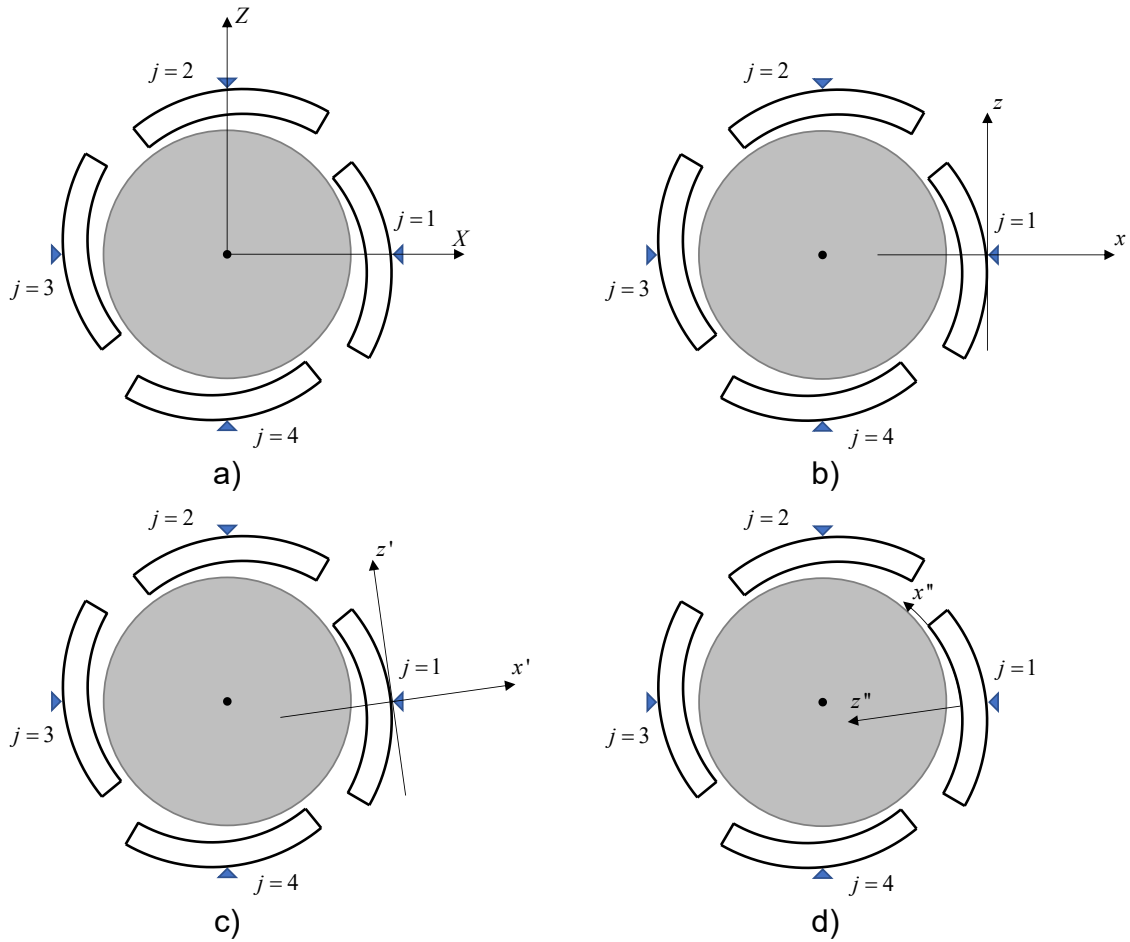 Z
j = 2
j = 1
X
j = 3
j = 4
a)
j = 2
z
j = 1
x
j = 3
j = 4
b)
j = 2
z'
j = 1
x'
j = 3
j = 4
c)
j = 2
x''
j = 1
z''
j = 3
j = 4
d)